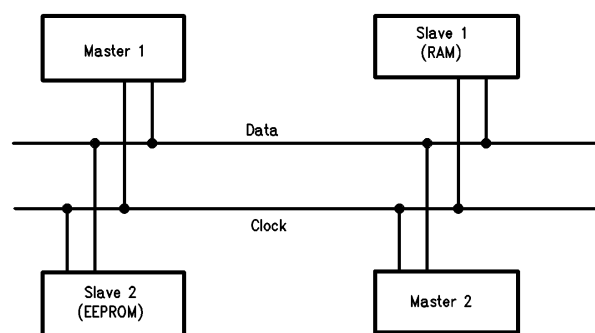 Master 1
Slave 1
(RAM)
Data
Clock
Slave 2
(EEPROM)
Master 2